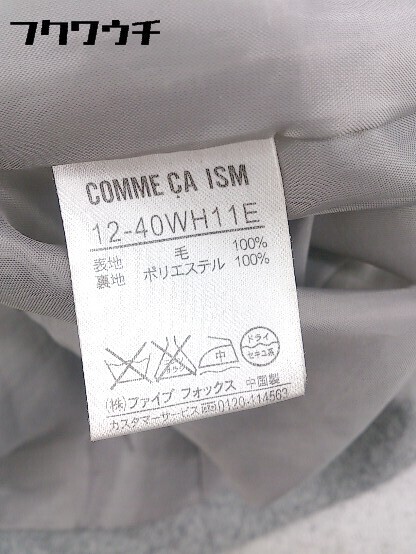 フクワウチ
COMME ÇA ISM
12-40WH11E
表地 毛 100%
裏地 ポリエステル 100%
中
ドライ
セキユ系
(株)ファイブ フォックス 中国製
カスタマーサービス 0120-114563